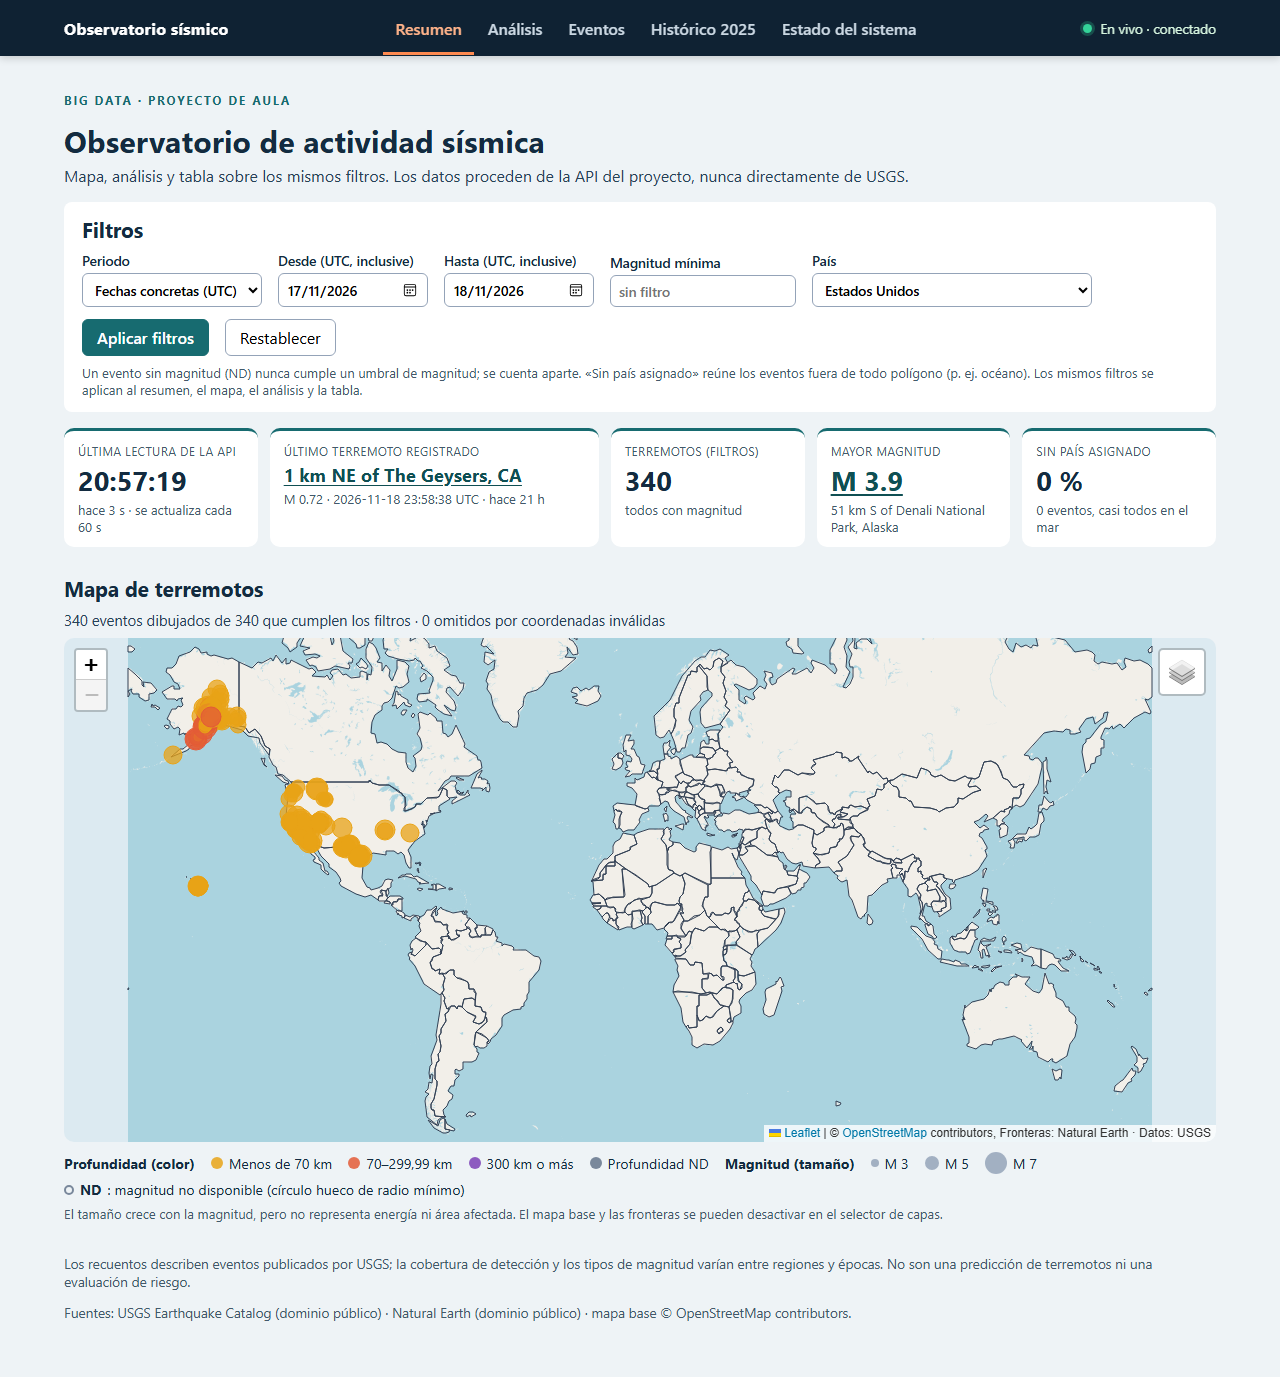 Observatorio sísmico
Resumen
Análisis
Eventos
Histórico 2025
Estado del sistema
En vivo · conectado
BIG DATA · PROYECTO DE AULA
Observatorio de actividad sísmica
Mapa, análisis y tabla sobre los mismos filtros. Los datos proceden de la API del proyecto, nunca directamente de USGS.
Filtros
Periodo
Desde (UTC, inclusive)
Hasta (UTC, inclusive)
Magnitud mínima
País
Fechas concretas (UTC)
17/11/2026
18/11/2026
sin filtro
Estados Unidos
Aplicar filtros
Restablecer
Un evento sin magnitud (ND) nunca cumple un umbral de magnitud; se cuenta aparte. «Sin país asignado» reúne los eventos fuera de todo polígono (p. ej. océano). Los mismos filtros se
aplican al resumen, el mapa, el análisis y la tabla.
ÚLTIMA LECTURA DE LA API
20:57:19
hace 3 s · se actualiza cada
60 s
ÚLTIMO TERREMOTO REGISTRADO
1 km NE of The Geysers, CA
M 0.72 · 2026-11-18 23:58:38 UTC · hace 21 h
TERREMOTOS (FILTROS)
340
todos con magnitud
MAYOR MAGNITUD
M 3.9
51 km S of Denali National
Park, Alaska
SIN PAÍS ASIGNADO
0 %
0 eventos, casi todos en el
mar
Mapa de terremotos
340 eventos dibujados de 340 que cumplen los filtros · 0 omitidos por coordenadas inválidas
+
−
Leaflet | © OpenStreetMap contributors, Fronteras: Natural Earth · Datos: USGS
Profundidad (color)
Menos de 70 km
70–299,99 km
300 km o más
Profundidad ND
Magnitud (tamaño)
M 3
M 5
M 7
ND : magnitud no disponible (círculo hueco de radio mínimo)
El tamaño crece con la magnitud, pero no representa energía ni área afectada. El mapa base y las fronteras se pueden desactivar en el selector de capas.
Los recuentos describen eventos publicados por USGS; la cobertura de detección y los tipos de magnitud varían entre regiones y épocas. No son una predicción de terremotos ni una
evaluación de riesgo.
Fuentes: USGS Earthquake Catalog (dominio público) · Natural Earth (dominio público) · mapa base © OpenStreetMap contributors.